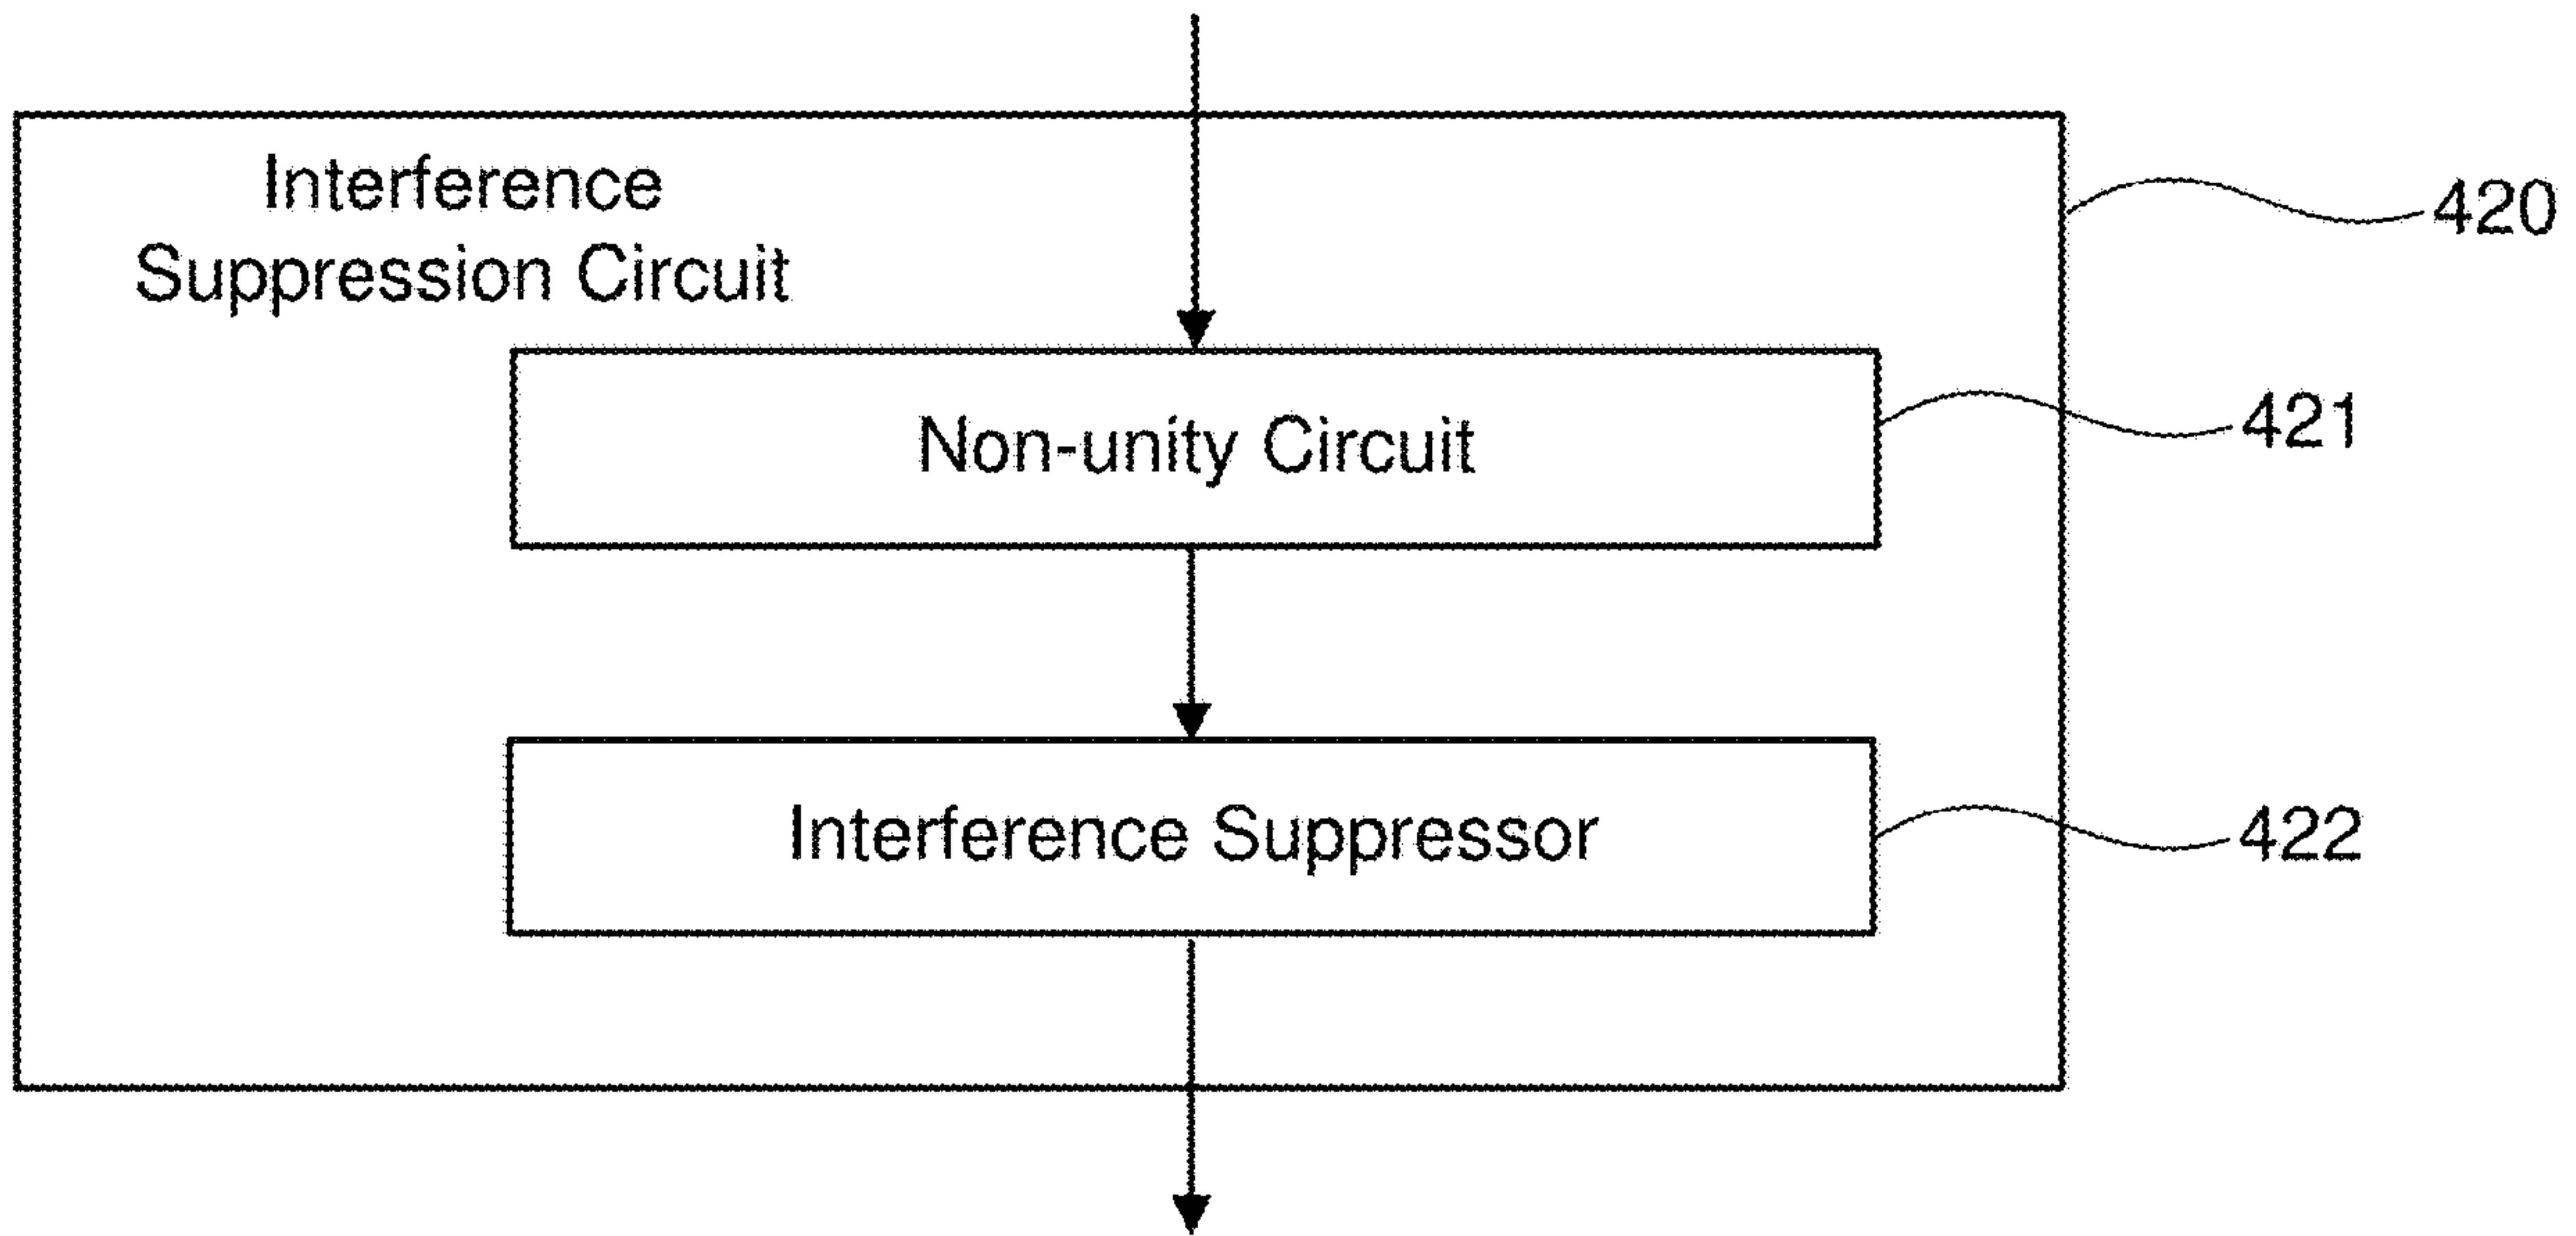 Interference
Suppression Circuit
420
Non-unity Circuit
421
Interference Suppressor
422